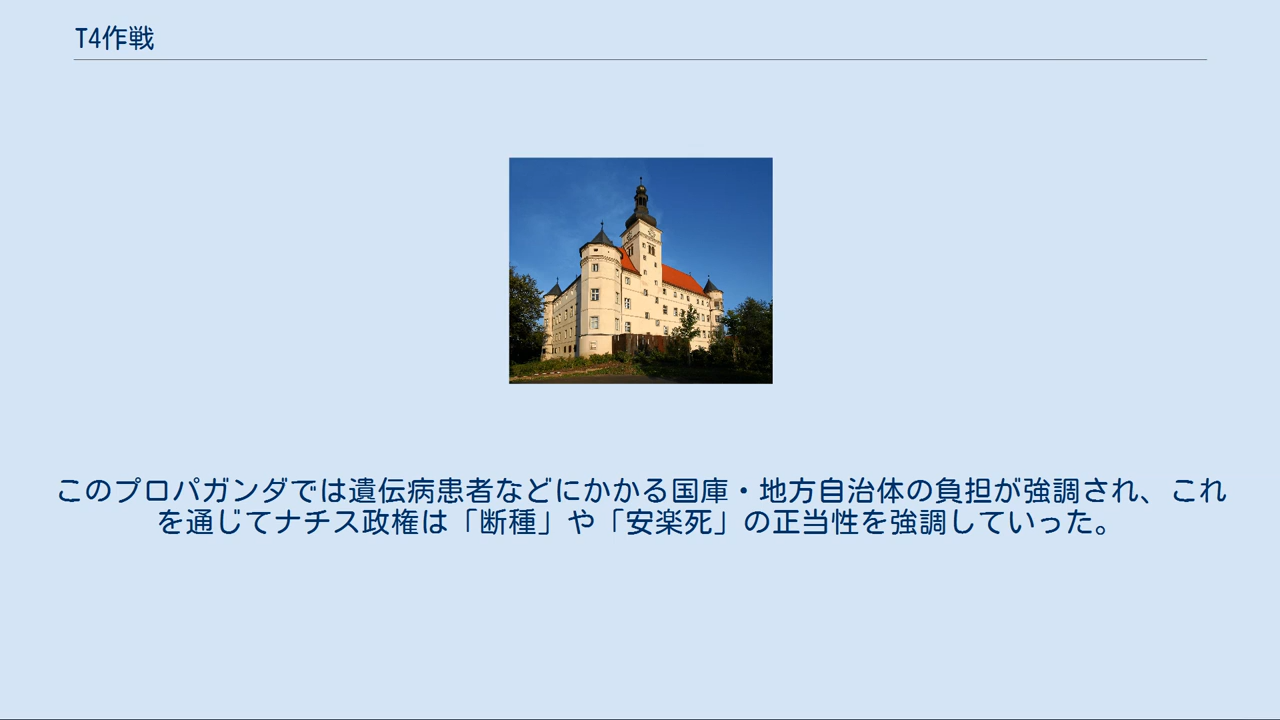 T4作戦
このプロパガンダでは遺伝病患者などにかかる国庫・地方自治体の負担が強調され、これ
を通じてナチス政権は「断種」や「安楽死」の正当性を強調していった。